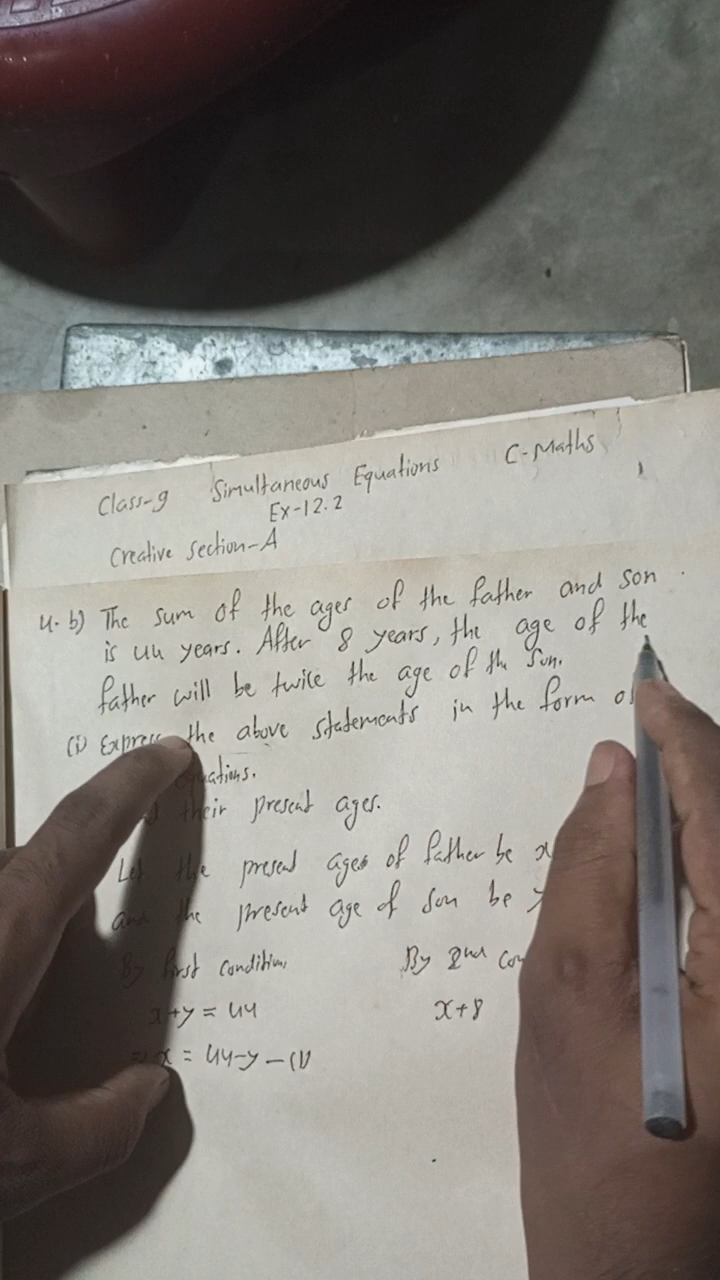 Class-9 Simultaneous Equations C-Maths
Ex-12.2
Creative Section-A
4. b) The sum of the ages of the father and son
is 44 years. After 8 years, the age of the
father will be twice the age of the son.
(i) Express the above statements in the form
equations.
their present ages.
Let the present ages of father be x
and the present age of son be y
By first condition, By 2nd
x+y = 44 x+8
⇒ x = 44-y - (i)